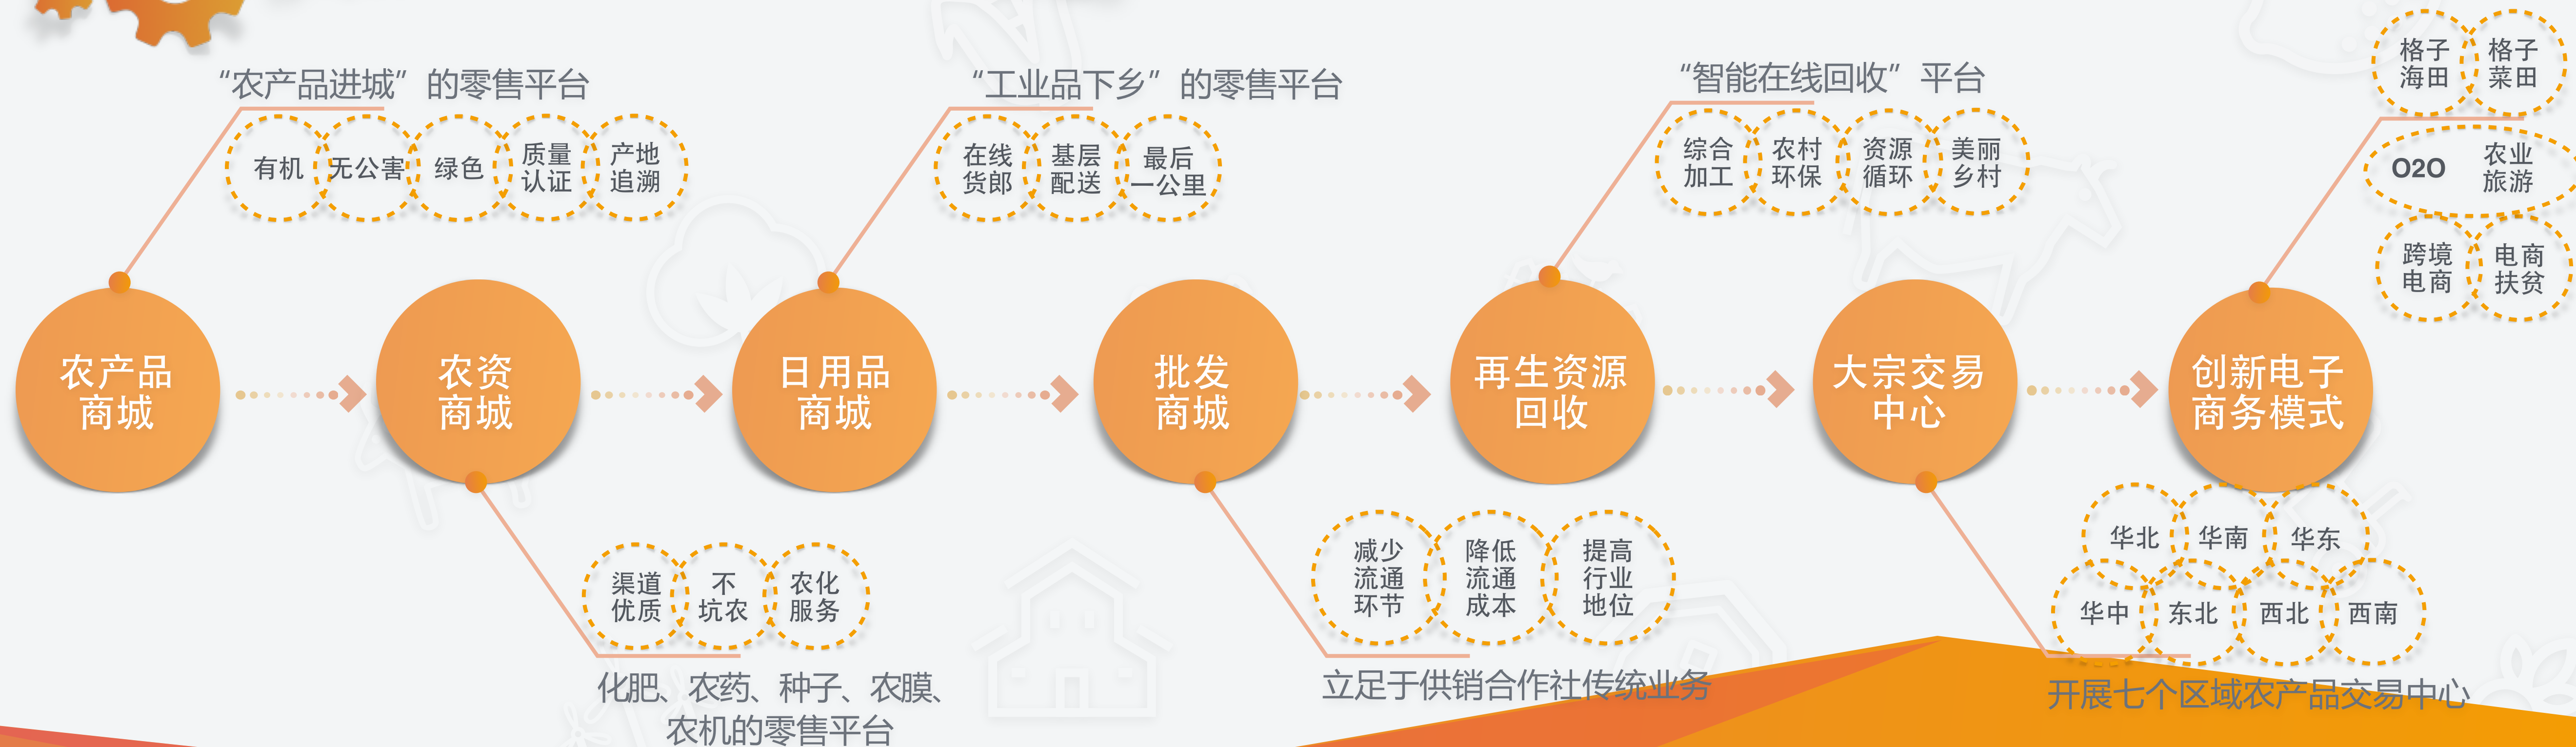 “农产品进城”的零售平台
有机
无公害
绿色
质量
认证
产地
追溯
农产品
商城
农资
商城
渠道
优质
不
坑农
农化
服务
化肥、农药、种子、农膜、
农机的零售平台
“工业品下乡”的零售平台
在线
货郎
基层
配送
最后
一公里
日用品
商城
批发
商城
减少
流通
环节
降低
流通
成本
提高
行业
地位
立足于供销合作社传统业务
“智能在线回收”平台
综合
加工
农村
环保
资源
循环
美丽
乡村
再生资源
回收
大宗交易
中心
华北
华南
华东
华中
东北
西北
西南
开展七个区域农产品交易中心
格子
海田
格子
菜田
O2O
农业
旅游
跨境
电商
电商
扶贫
创新电子
商务模式